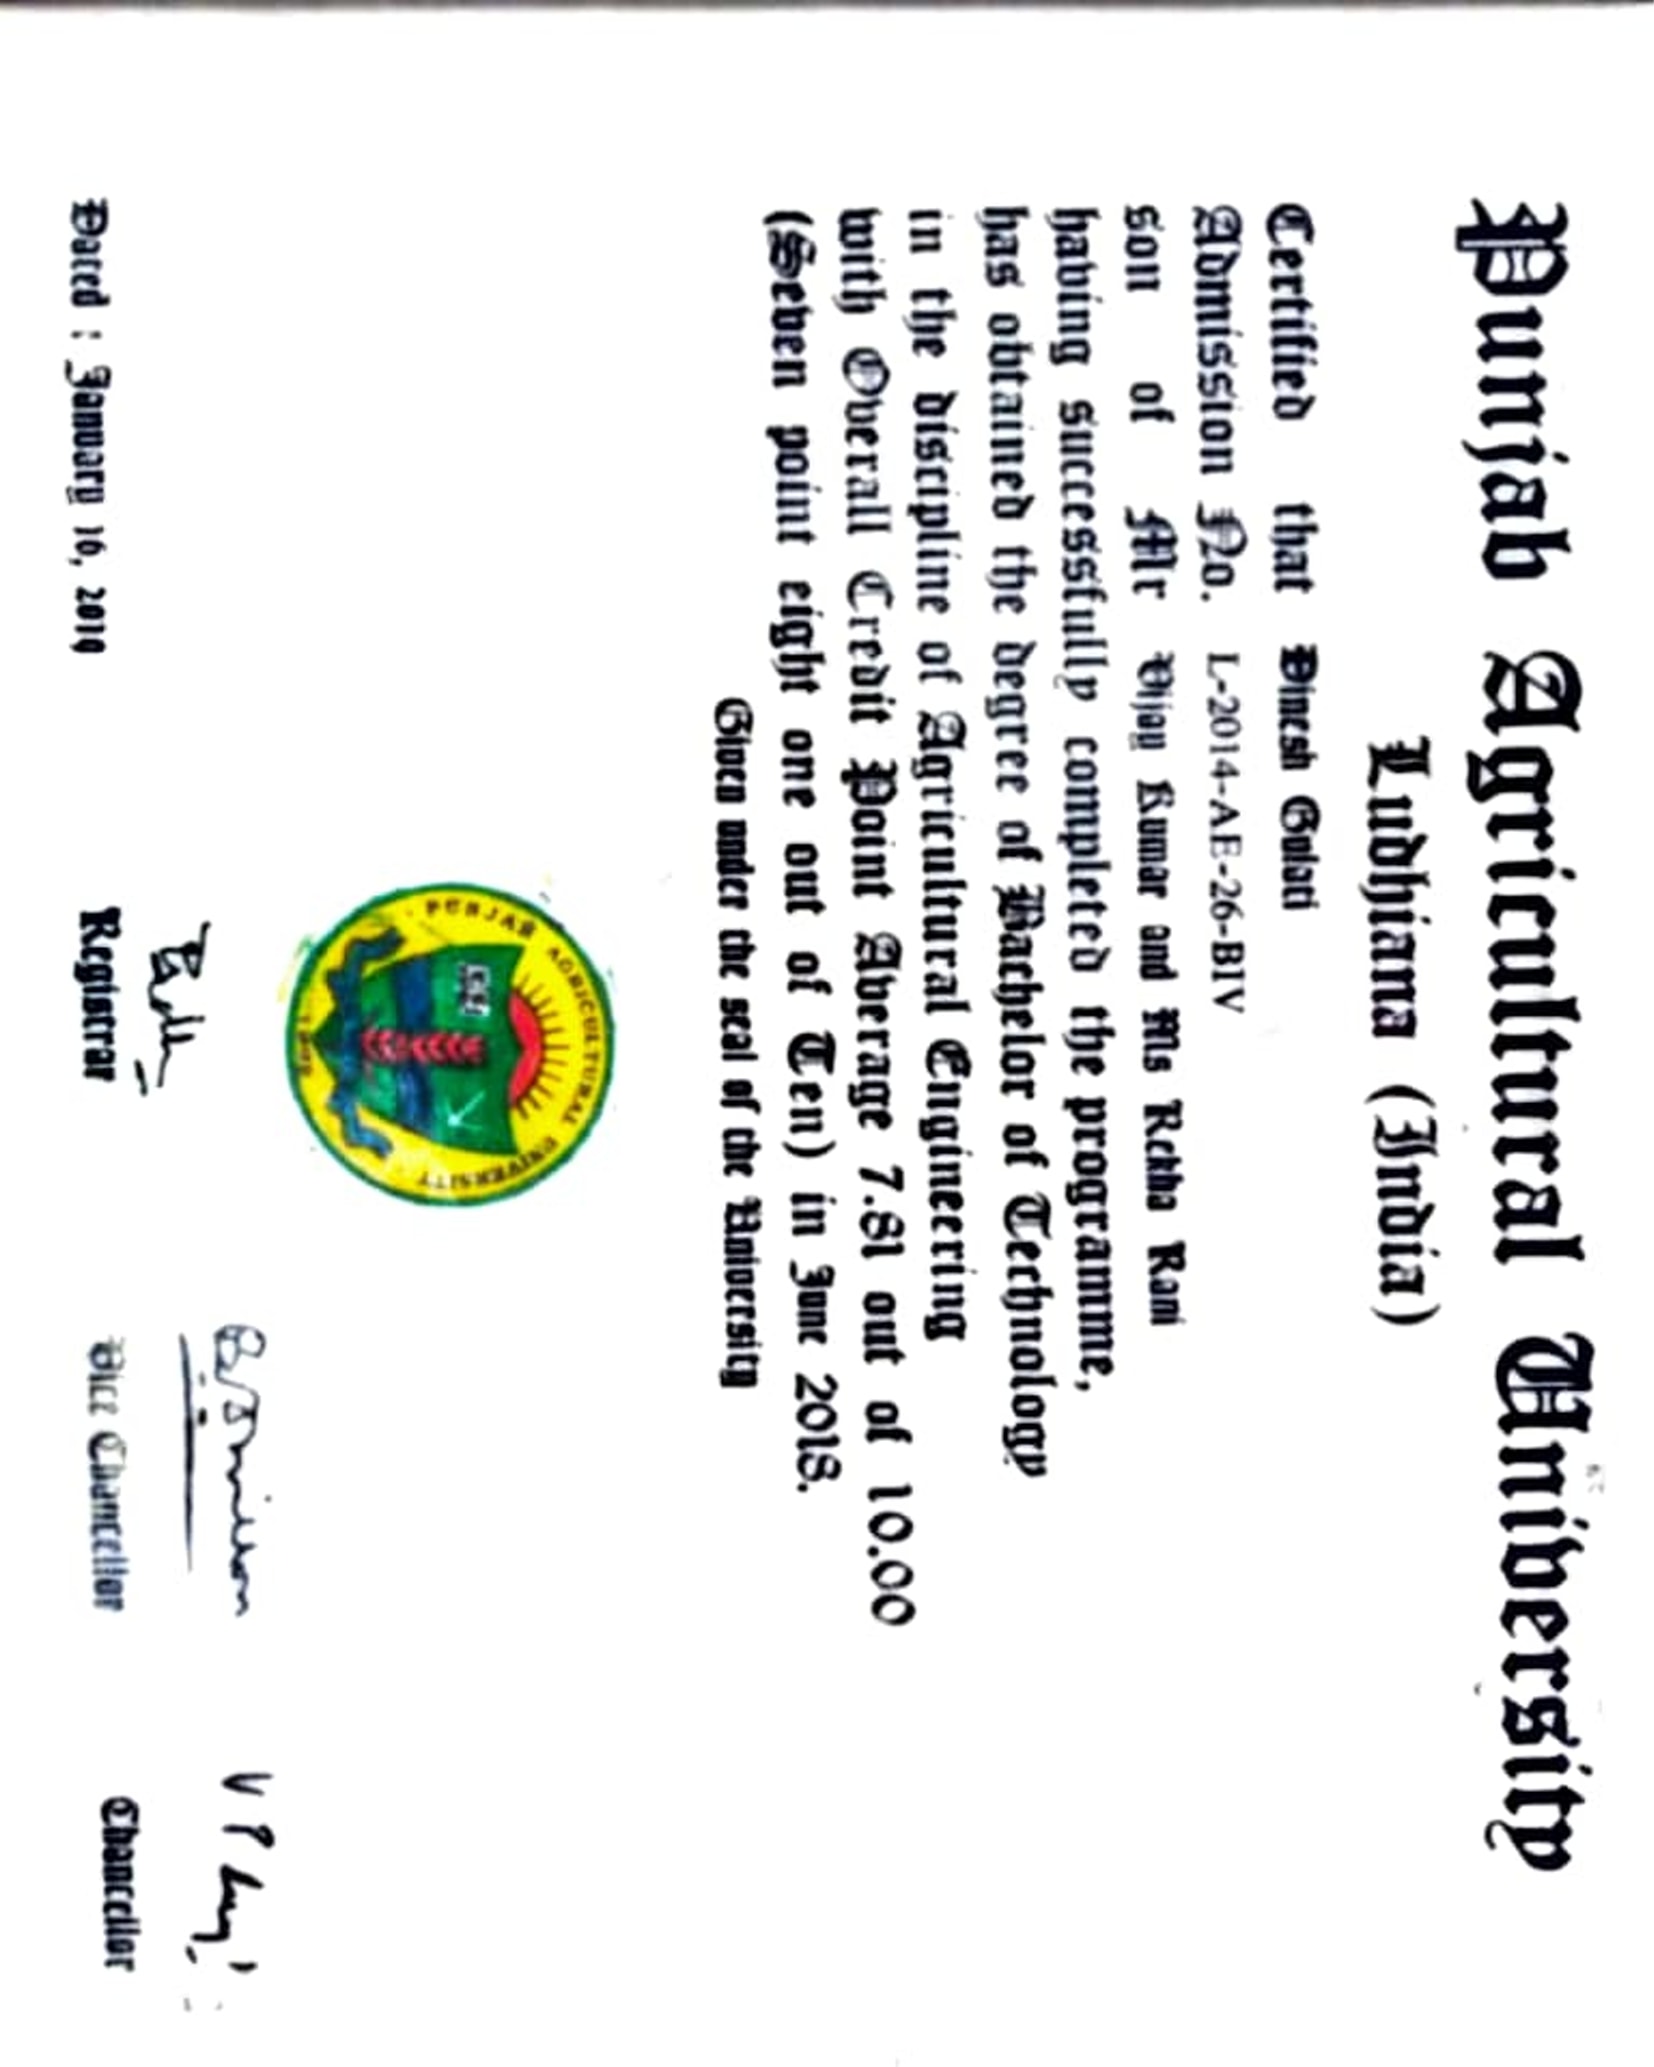 Punjab Agricultural University
Ludhiana (India)
Certified that Dinesh Gulati
Admission No. L-2014-AE-26-BIV
son of Mr Vijay Kumar and Ms Rekha Rani
having successfully completed the programme,
has obtained the degree of Bachelor of Technology
in the discipline of Agricultural Engineering
with Overall Credit Point Average 7.81 out of 10.00
(Seven point eight one out of Ten) in June 2018.
Given under the seal of the University
PUNJAB AGRICULTURAL UNIVERSITY
Registrar
Vice Chancellor
Chancellor
Dated : January 16, 2019